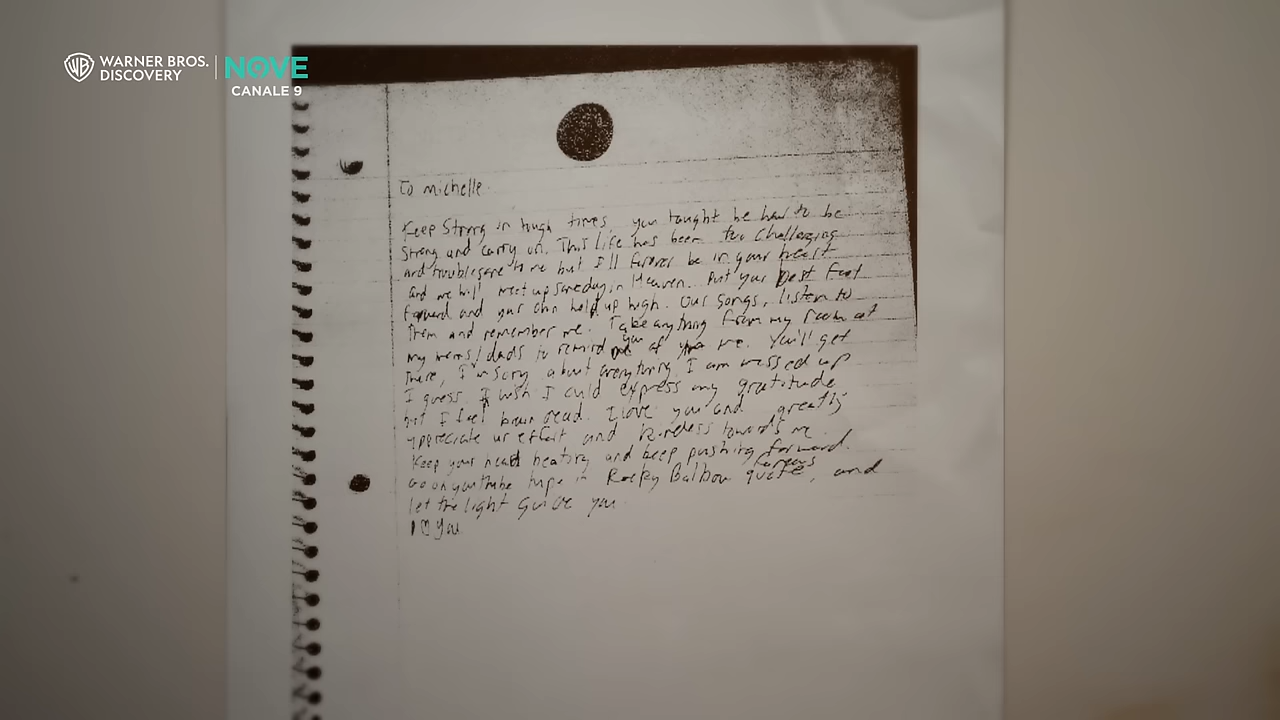 WARNER BROS.
DISCOVERY
NOVE
CANALE 9
To Michelle
Keep Strong in tough times. you taught be how to be
Strong and carry on. This life has been too Challenging
and troublesome to me but I'll forever be in your heart
and we will meet up someday in Heaven. Put your best foot
forward and your chin held up high. Our songs, listen to
them and remember me. Take anything from my room at
my moms/dads to remind you of me. You'll get
there, I'm sorry about everything I am messed up
I guess. I wish I could express my gratitude
but I feel brain dead. I love you and greatly
appreciate ur effort and kindess towards me
Keep your head and keep pushing forward.
Go on youtube type in Rocky Balboa famous quote, and
let the light guide you
I ♡ You